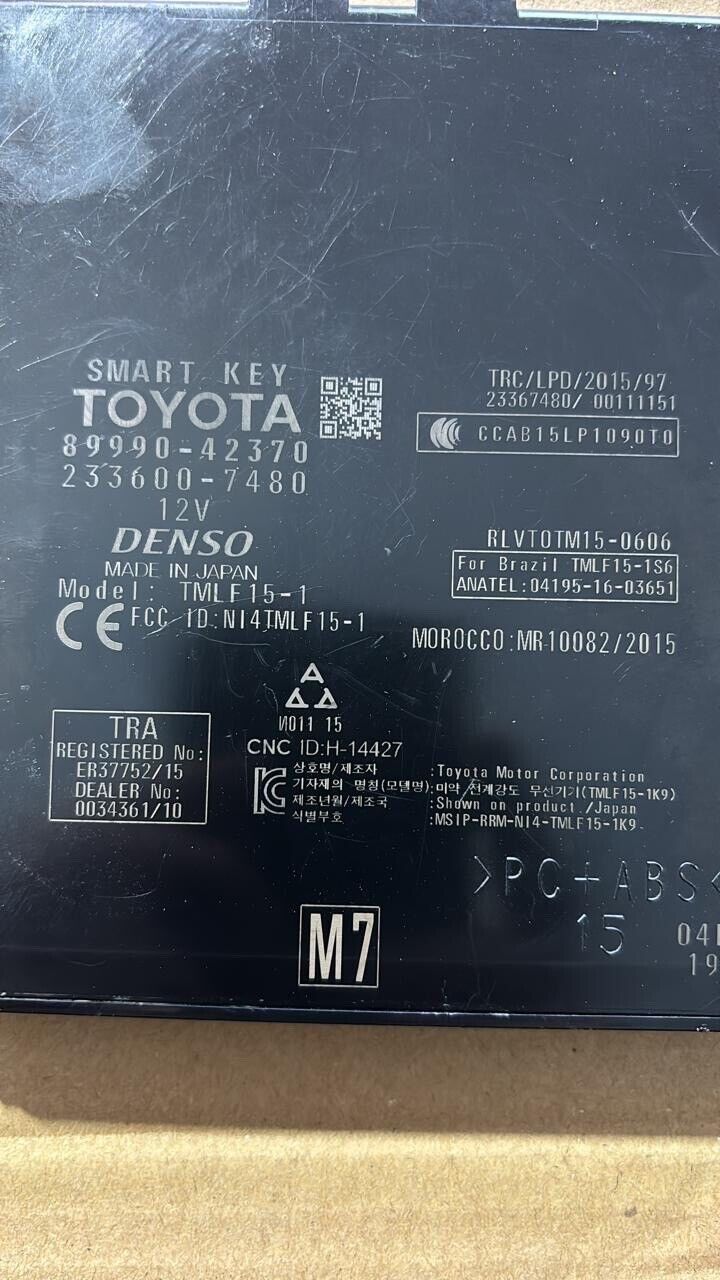 SMART KEY
TOYOTA
89990-42370
233600-7480
12V
DENSO
MADE IN JAPAN
Model: TMLF15-1
CE FCC ID:NI4TMLF15-1
TRC/LPD/2015/97
23367480/ 00111151
CCAB15LP1090T0
RLVTOTM15-0606
For Brazil TMLF15-1S6
ANATEL:04195-16-03651
MOROCCO:MR10082/2015
TRA
REGISTERED No:
ER37752/15
DEALER No:
0034361/10
И011 15
CNC ID:H-14427
상호명/제조자 :Toyota Motor Corporation
기자재의 명칭(모델명):미약 전계강도 무선기기(TMLF15-1K9)
제조년월/제조국 :Shown on product./Japan
식별부호 :MSIP-RRM-NI4-TMLF15-1K9
>PC+ABS<
15
M7